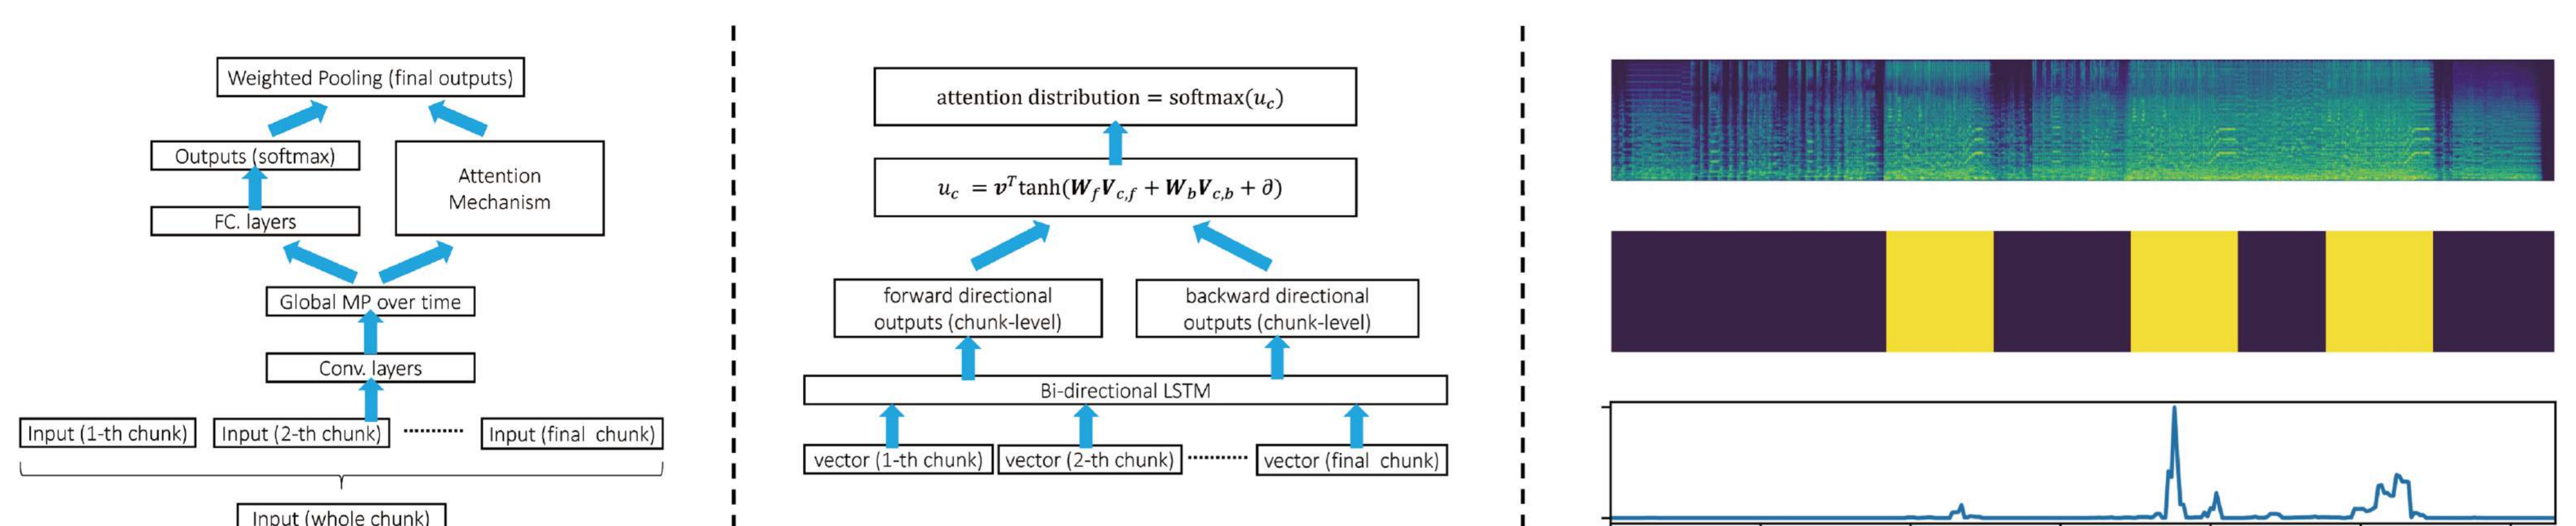 Weighted Pooling (final outputs)
Outputs (softmax)
Attention
Mechanism
FC. layers
Global MP over time
Conv. layers
Input (1-th chunk)
Input (2-th chunk)
Input (final chunk)
Input (whole chunk)
attention distribution = softmax(u_c)
u_c = v^T tanh(W_f V_{c,f} + W_b V_{c,b} + ∂)
forward directional
outputs (chunk-level)
backward directional
outputs (chunk-level)
Bi-directional LSTM
vector (1-th chunk)
vector (2-th chunk)
vector (final chunk)